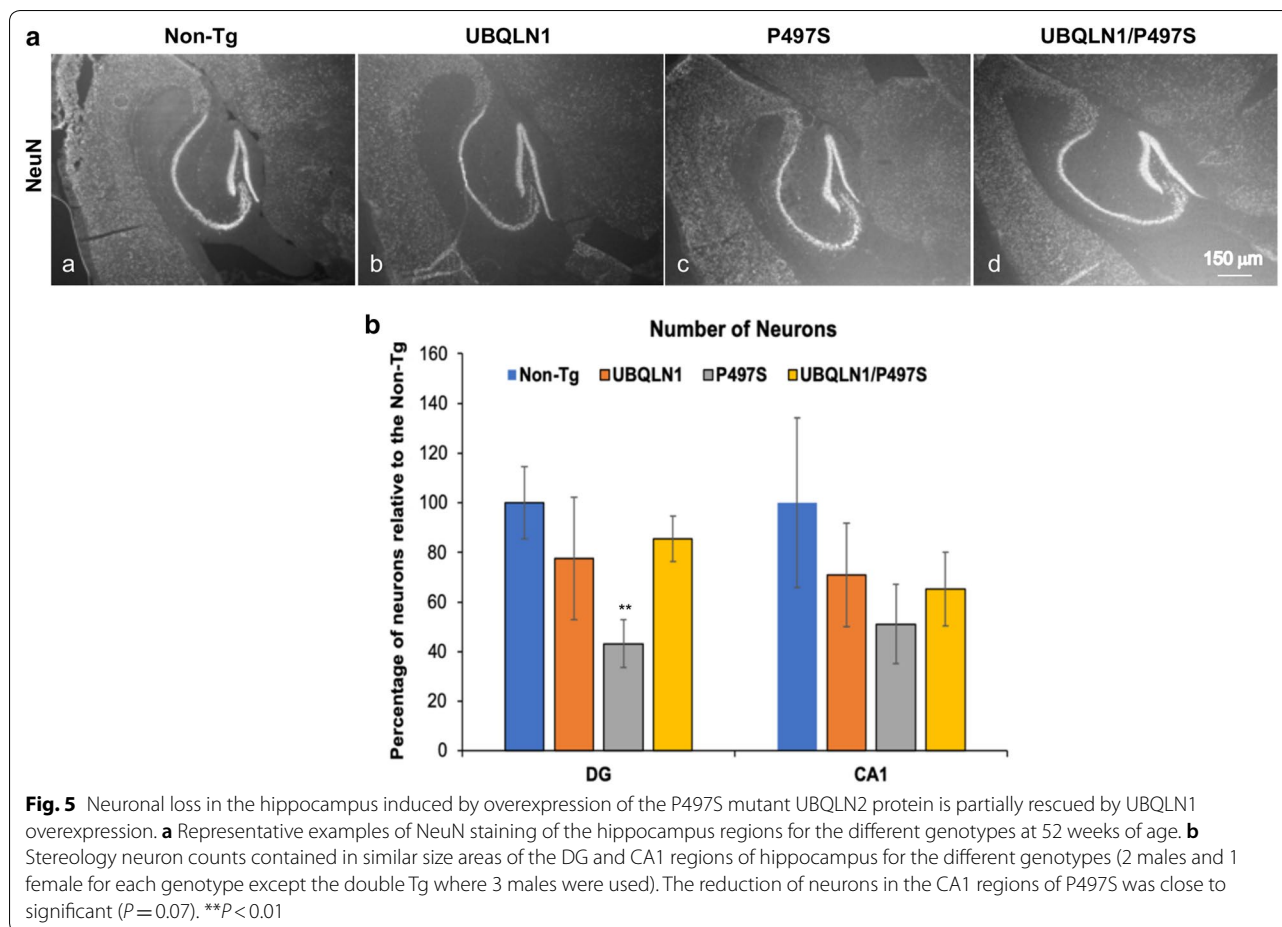 a
Non-Tg
UBQLN1
P497S
UBQLN1/P497S
NeuN
a
b
c
d
150 µm
b
Number of Neurons
Percentage of neurons relative to the Non-Tg
160
140
120
100
80
60
40
20
0
Non-Tg
UBQLN1
P497S
UBQLN1/P497S
**
DG
CA1
Fig. 5 Neuronal loss in the hippocampus induced by overexpression of the P497S mutant UBQLN2 protein is partially rescued by UBQLN1
overexpression. a Representative examples of NeuN staining of the hippocampus regions for the different genotypes at 52 weeks of age. b
Stereology neuron counts contained in similar size areas of the DG and CA1 regions of hippocampus for the different genotypes (2 males and 1
female for each genotype except the double Tg where 3 males were used). The reduction of neurons in the CA1 regions of P497S was close to
significant (P = 0.07). **P < 0.01